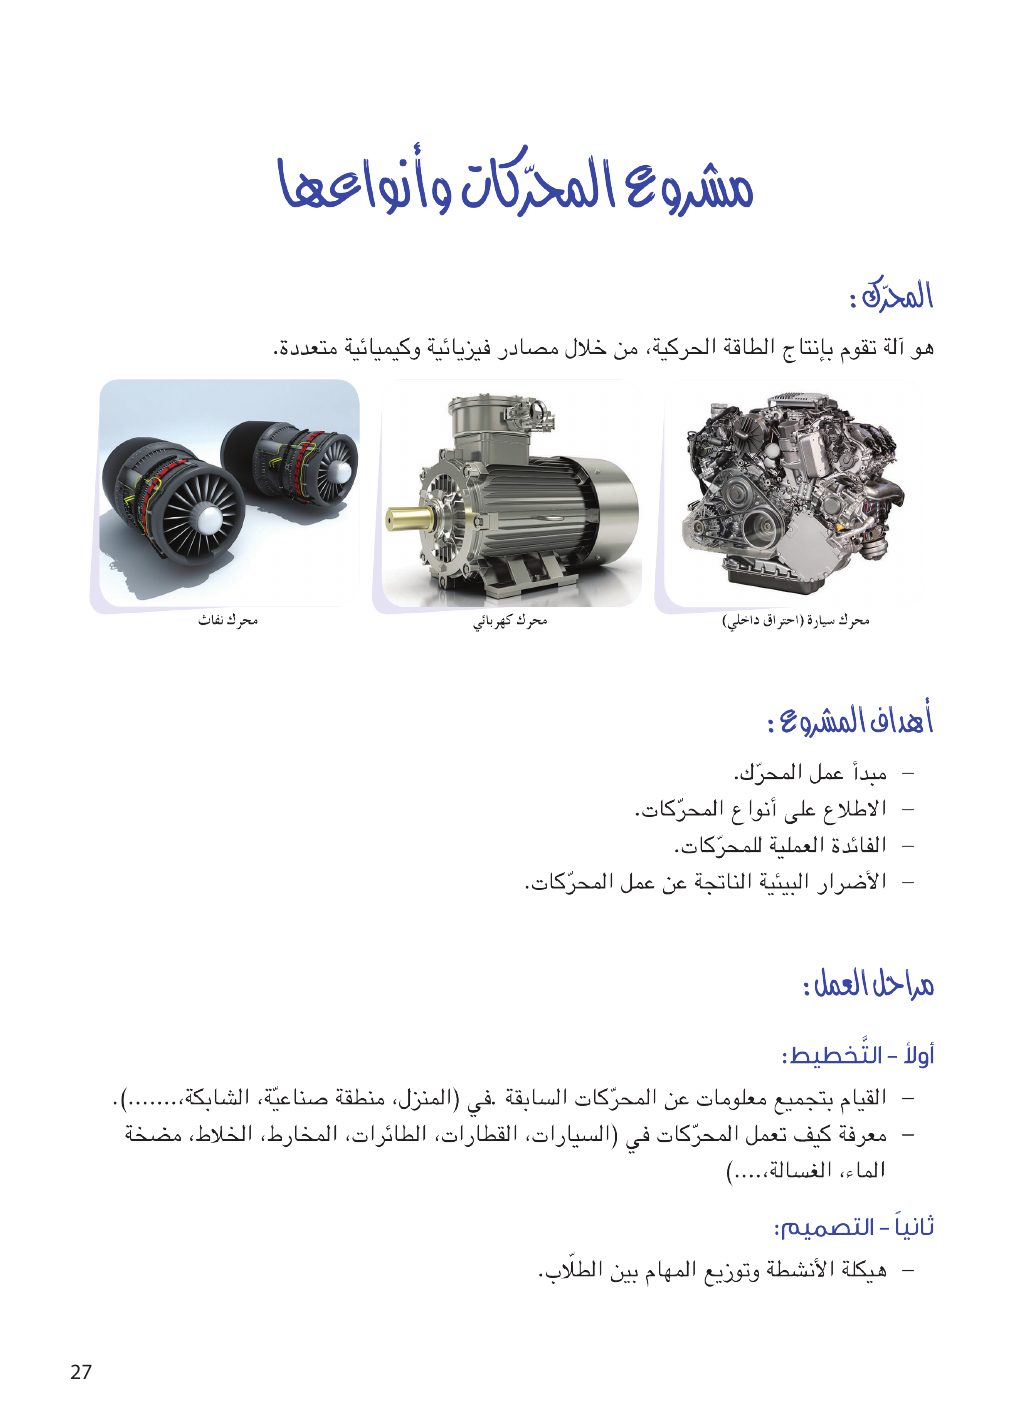 مشروع المحرّكات وأنواعها
المحرّك :
هو آلة تقوم بإنتاج الطاقة الحركية، من خلال مصادر فيزيائية وكيميائية متعددة.
محرك سيارة (احتراق داخلي)
محرك كهربائي
محرك نفاث
أهداف المشروع :
– مبدأ عمل المحرّك.
– الاطلاع على أنواع المحرّكات.
– الفائدة العملية للمحرّكات.
– الأضرار البيئية الناتجة عن عمل المحرّكات.
مراحل العمل :
أولاً – التَّخطيط:
– القيام بتجميع معلومات عن المحرّكات السابقة .في (المنزل، منطقة صناعيّة، الشابكة،.......).
– معرفة كيف تعمل المحرّكات في (السيارات، القطارات، الطائرات، المخارط، الخلاط، مضخة
الماء، الغسالة،....)
ثانياً – التصميم:
– هيكلة الأنشطة وتوزيع المهام بين الطلّاب.
27